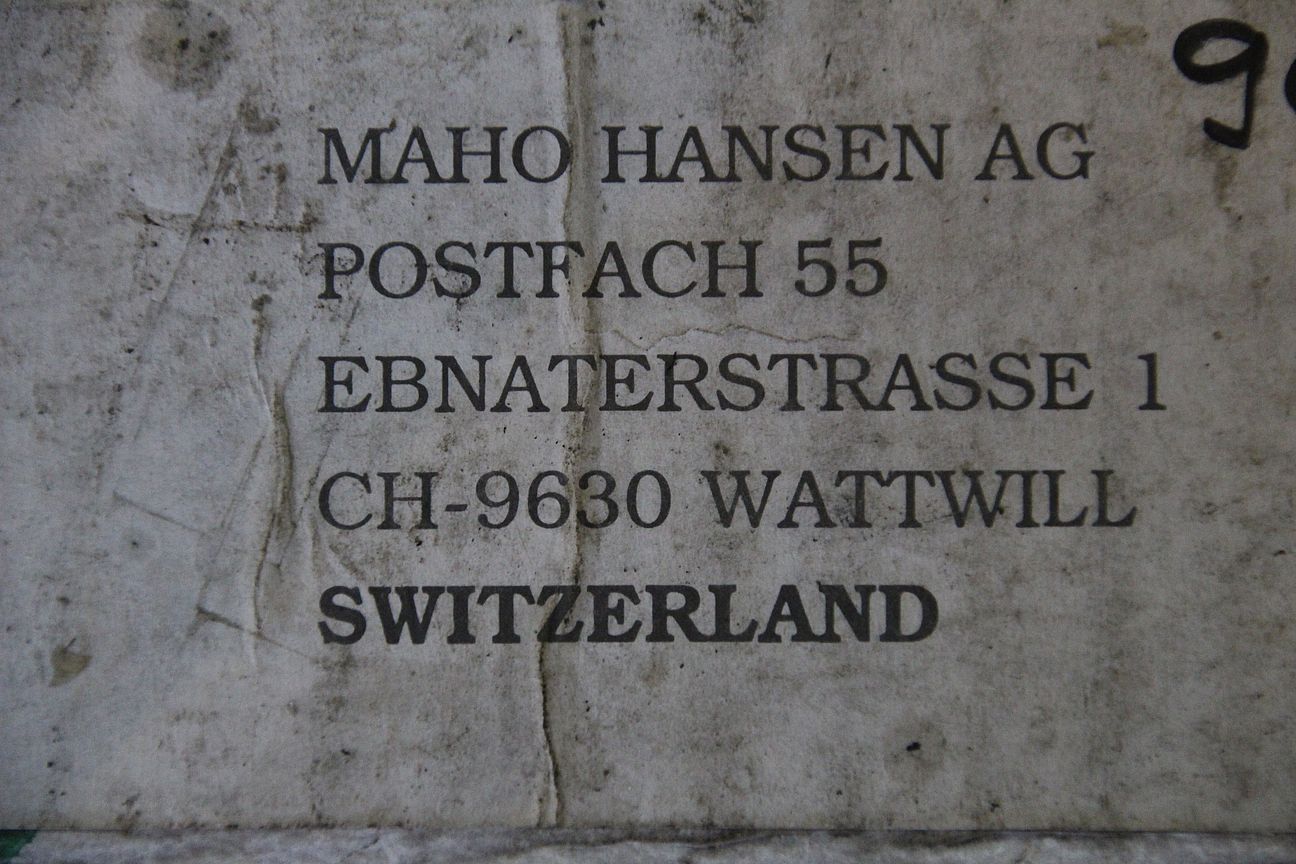 MAHO HANSEN AG
POSTFACH 55
EBNATERSTRASSE 1
CH-9630 WATTWILL
SWITZERLAND